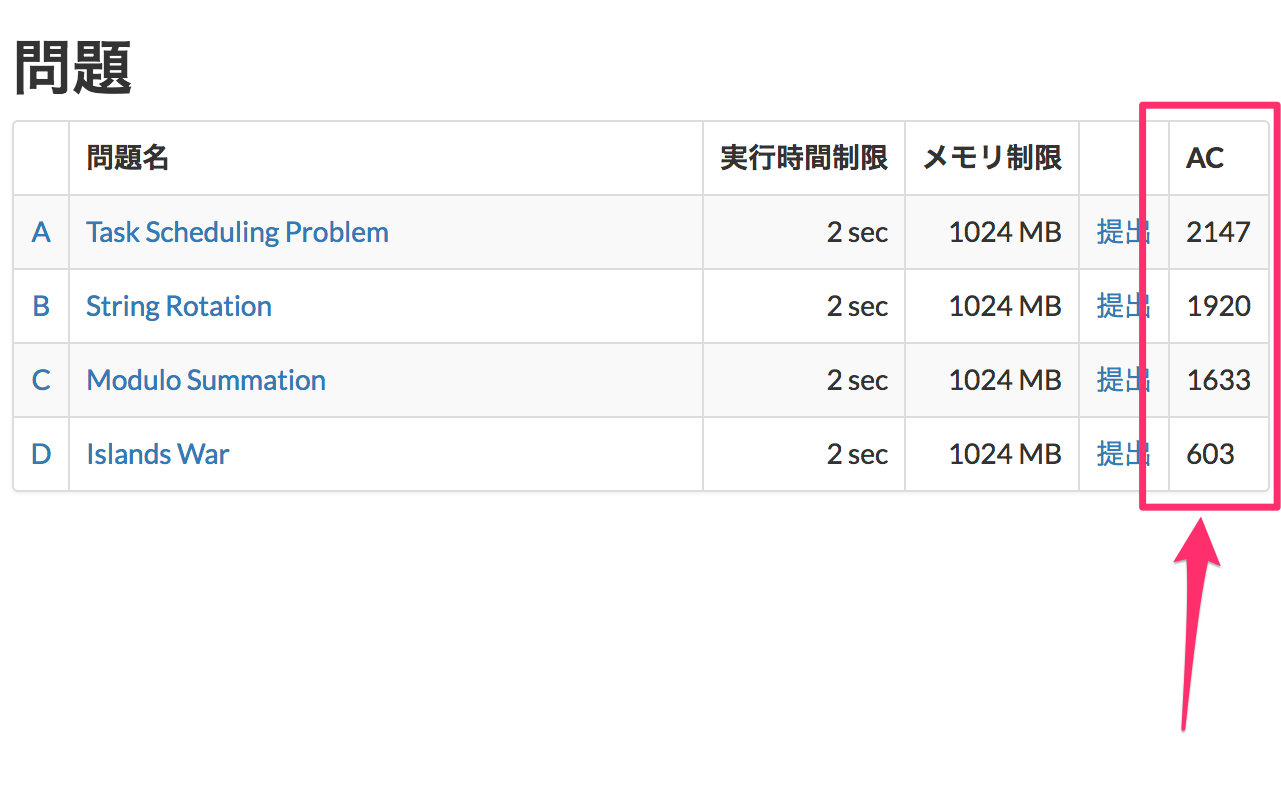 問題
問題名 実行時間制限 メモリ制限 AC
A Task Scheduling Problem 2 sec 1024 MB 提出 2147
B String Rotation 2 sec 1024 MB 提出 1920
C Modulo Summation 2 sec 1024 MB 提出 1633
D Islands War 2 sec 1024 MB 提出 603